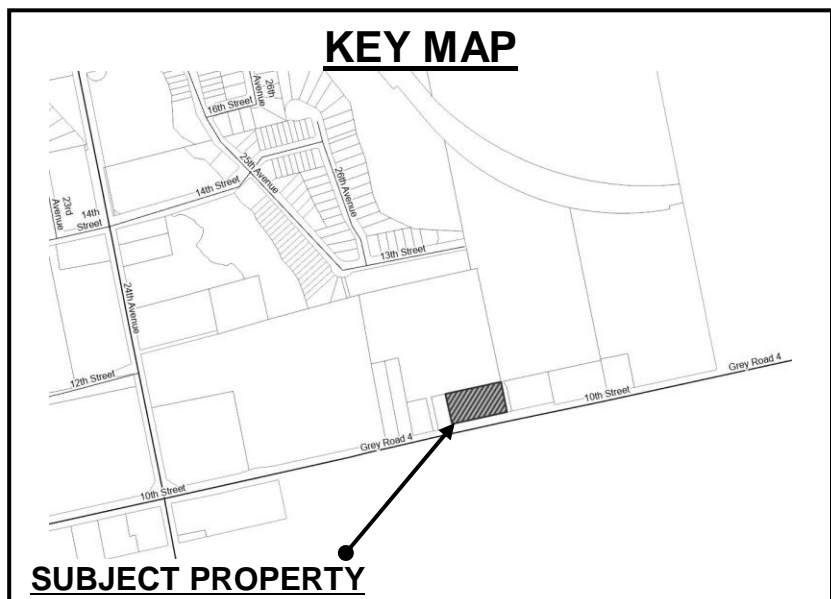 KEY MAP
26th
Avenue
16th Street
25th Avenue
14th Street
26th Avenue
23rd
Avenue
14th
Street
13th Street
24th Avenue
12th Street
Grey Road 4
10th Street
Grey Road 4
10th Street
SUBJECT PROPERTY